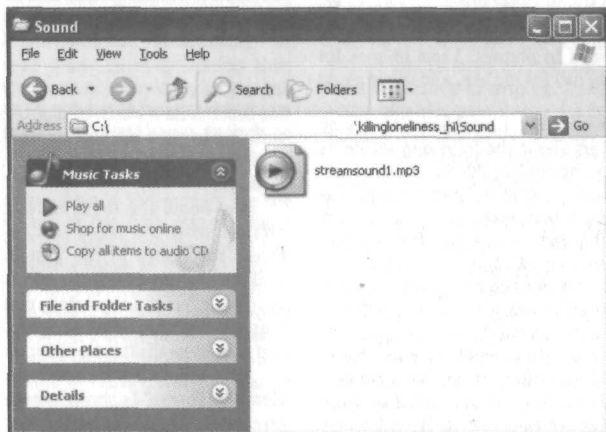 Sound
File Edit View Tools Help
Back Search Folders
Address C:\ \killingloneliness_hi\Sound Go
Music Tasks
Play all
Shop for music online
Copy all items to audio CD
File and Folder Tasks
Other Places
Details
streamsound1.mp3